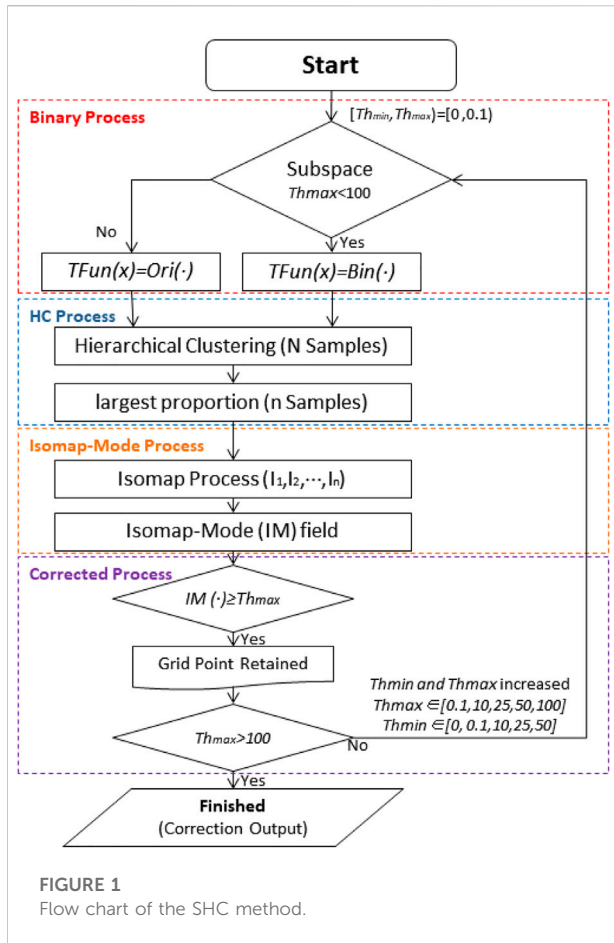 Start
Binary Process
[Thmin,Thmax)=[0,0.1)
Subspace
Thmax<100
No
Yes
TFun(x)=Ori(·)
TFun(x)=Bin(·)
HC Process
Hierarchical Clustering (N Samples)
largest proportion (n Samples)
Isomap-Mode Process
Isomap Process (I₁,I₂,···,Iₙ)
Isomap-Mode (IM) field
Corrected Process
IM (·)≥Thmax
Yes
Grid Point Retained
Thmin and Thmax increased
Thmax ∈[0.1,10,25,50,100]
Thmin ∈[0, 0.1,10,25,50]
Thmax>100
No
Yes
Finished
(Correction Output)
FIGURE 1
Flow chart of the SHC method.